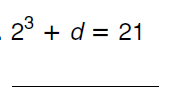 2³ + d = 21